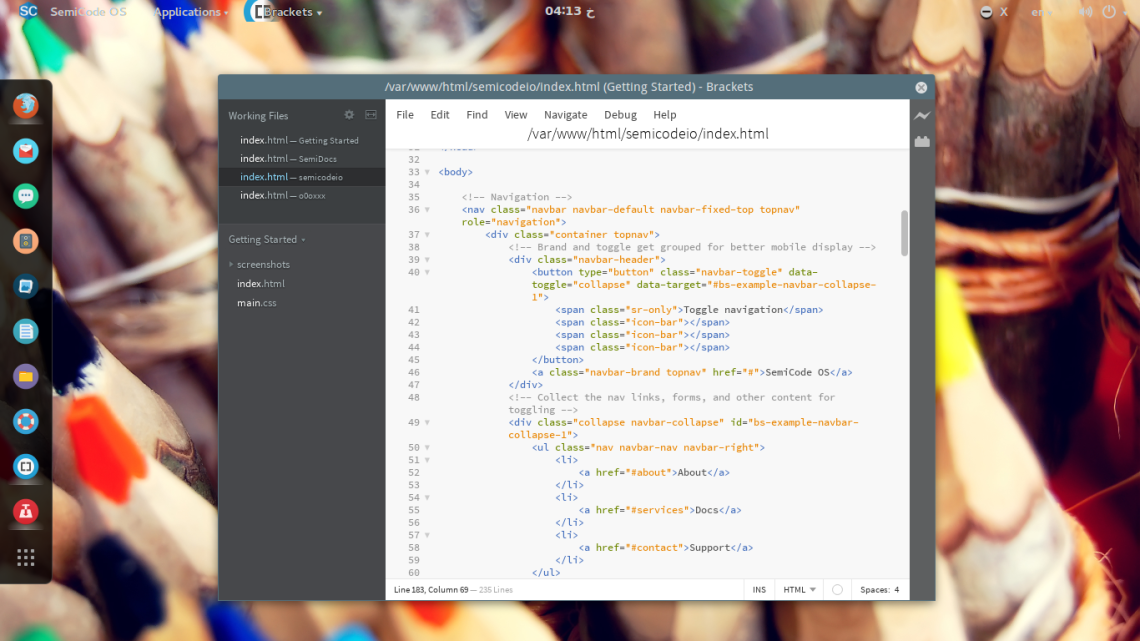 SC SemiCode OS Applications Brackets 04:13 ح X en
/var/www/html/semicodeio/index.html (Getting Started) - Brackets
Working Files
index.html — Getting Started
index.html — SemiDocs
index.html — semicodeio
index.html — o0oxxx
Getting Started
screenshots
index.html
main.css
File Edit Find View Navigate Debug Help
/var/www/html/semicodeio/index.html
32
33 <body>
34
35 <!-- Navigation -->
36 <nav class="navbar navbar-default navbar-fixed-top topnav"
role="navigation">
37 <div class="container topnav">
38 <!-- Brand and toggle get grouped for better mobile display -->
39 <div class="navbar-header">
40 <button type="button" class="navbar-toggle" data-
toggle="collapse" data-target="#bs-example-navbar-collapse-
1">
41 <span class="sr-only">Toggle navigation</span>
42 <span class="icon-bar"></span>
43 <span class="icon-bar"></span>
44 <span class="icon-bar"></span>
45 </button>
46 <a class="navbar-brand topnav" href="#">SemiCode OS</a>
47 </div>
48 <!-- Collect the nav links, forms, and other content for
toggling -->
49 <div class="collapse navbar-collapse" id="bs-example-navbar-
collapse-1">
50 <ul class="nav navbar-nav navbar-right">
51 <li>
52 <a href="#about">About</a>
53 </li>
54 <li>
55 <a href="#services">Docs</a>
56 </li>
57 <li>
58 <a href="#contact">Support</a>
59 </li>
60 </ul>
Line 183, Column 69 — 235 Lines INS HTML Spaces: 4